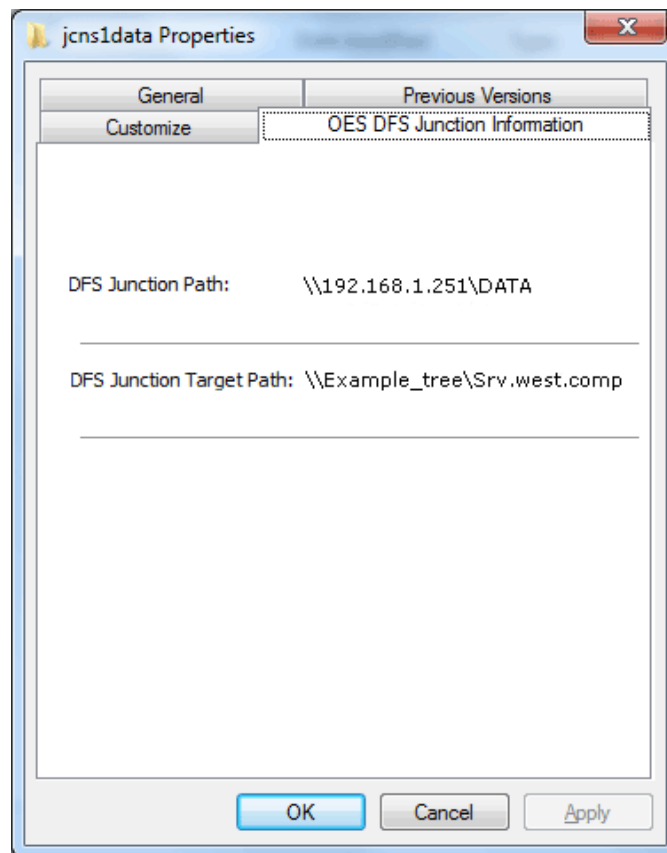 jcns1data Properties
X
General
Previous Versions
Customize
OES DFS Junction Information
DFS Junction Path:
\\192.168.1.251\DATA
DFS Junction Target Path:
\\Example_tree\Srv.west.comp
OK
Cancel
Apply